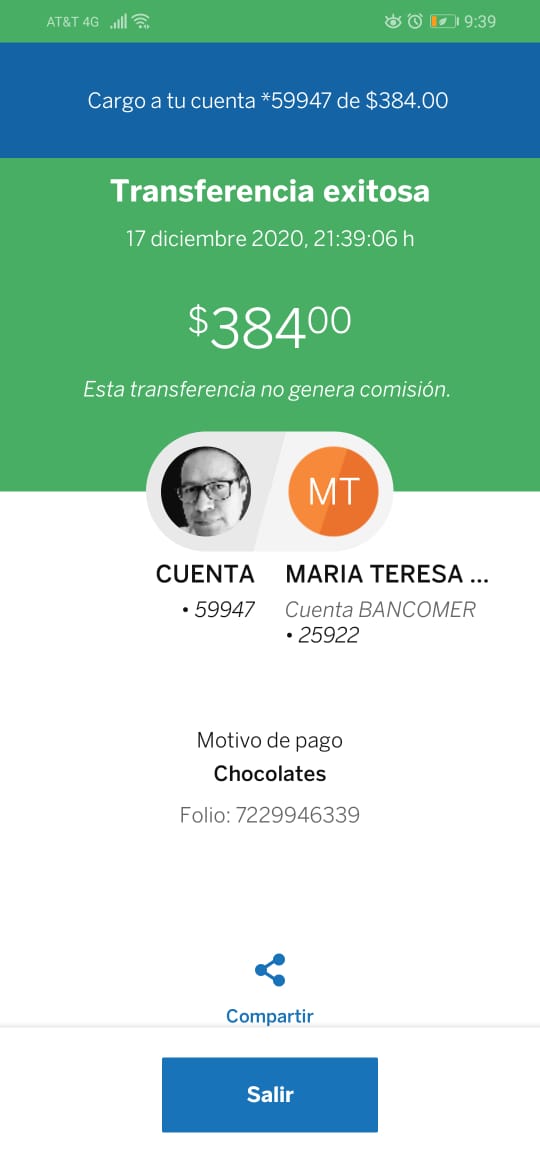 AT&T 4G 9:39
Cargo a tu cuenta *59947 de $384.00
Transferencia exitosa
17 diciembre 2020, 21:39:06 h
$38400
Esta transferencia no genera comisión.
MT
CUENTA MARIA TERESA ...
• 59947 Cuenta BANCOMER
• 25922
Motivo de pago
Chocolates
Folio: 7229946339
Compartir
Salir